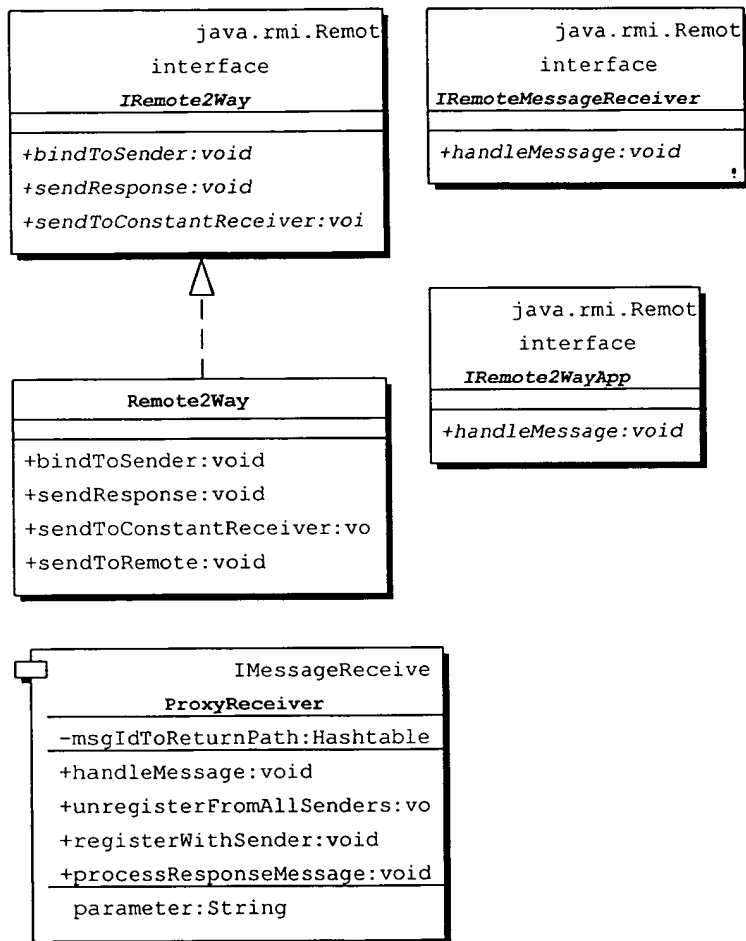 java.rmi.Remot
interface
IRemote2Way
+bindToSender:void
+sendResponse:void
+sendToConstantReceiver:voi
java.rmi.Remot
interface
IRemoteMessageReceiver
+handleMessage:void
java.rmi.Remot
interface
IRemote2WayApp
+handleMessage:void
Remote2Way
+bindToSender:void
+sendResponse:void
+sendToConstantReceiver:vo
+sendToRemote:void
IMessageReceive
ProxyReceiver
-msgIdToReturnPath:Hashtable
+handleMessage:void
+unregisterFromAllSenders:vo
+registerWithSender:void
+processResponseMessage:void
parameter:String